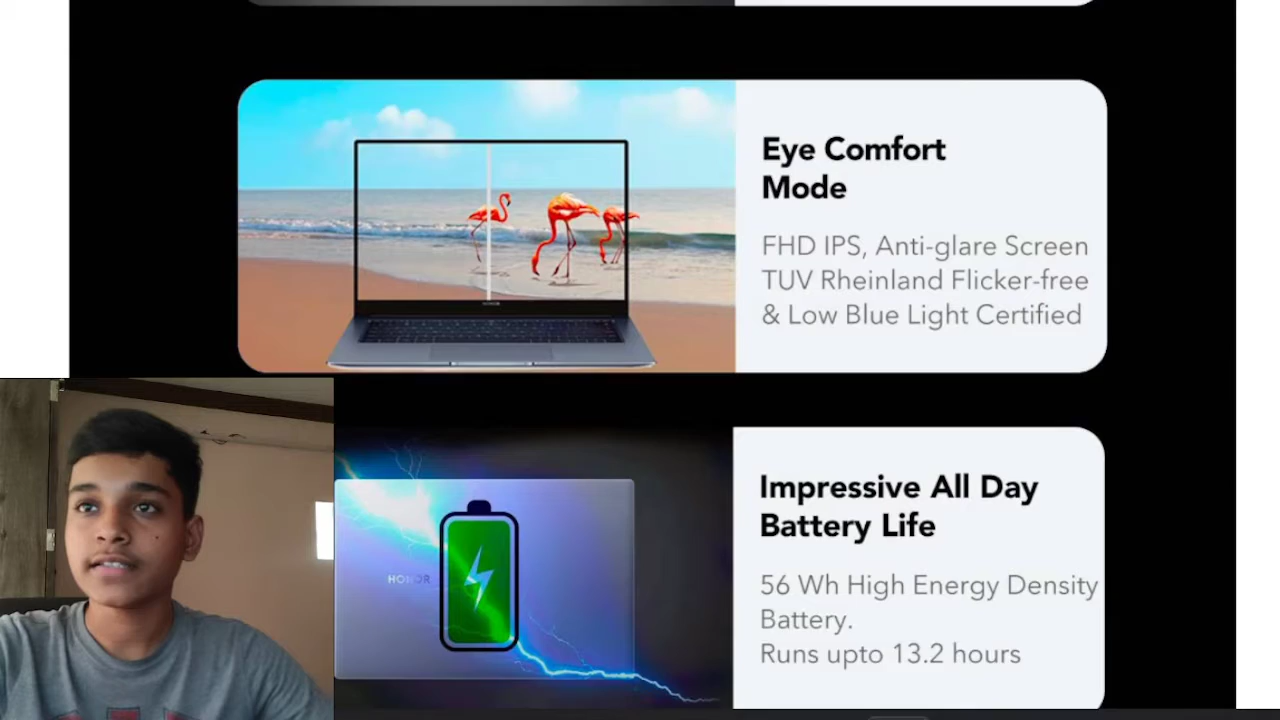 Eye Comfort
Mode
FHD IPS, Anti-glare Screen
TUV Rheinland Flicker-free
& Low Blue Light Certified
HONOR
Impressive All Day
Battery Life
56 Wh High Energy Density
Battery.
Runs upto 13.2 hours
HONOR